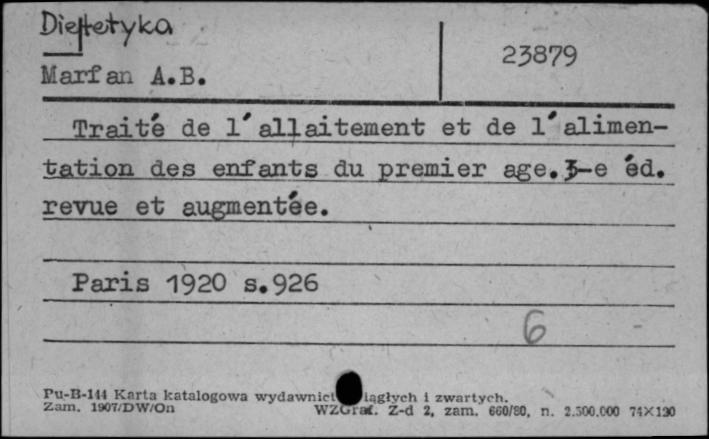 Dietetyka
23879
Marfan A.B.
Traité de l'allaitement et de l'alimen-
tation des enfants du premier age.3-e éd.
revue et augmentée.
Paris 1920 s.926
6
Pu-B-144 Karta katalogowa wydawnict iągłych i zwartych.
Zam. 1907/DW/On WZGraf. Z-d 2, zam. 660/80, n. 2.500.000 74×120